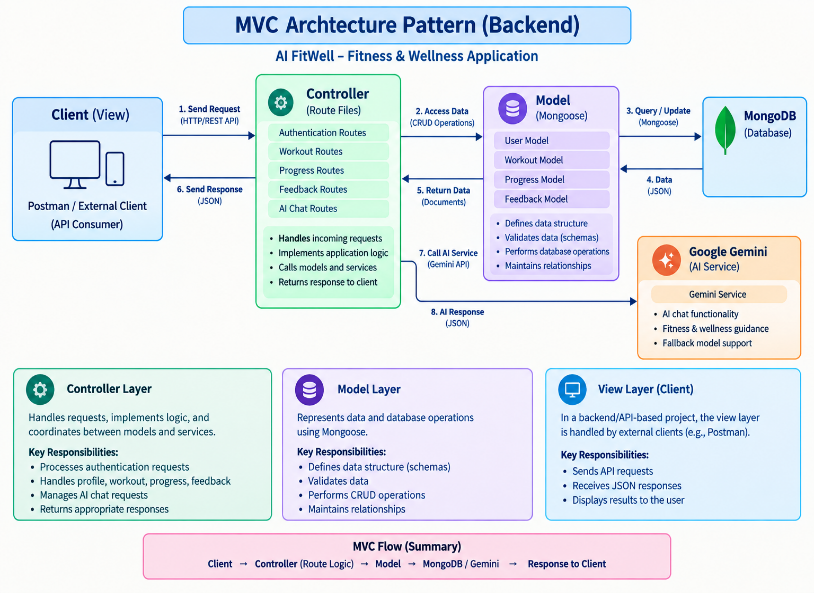 MVC Archtecture Pattern (Backend)
AI FitWell – Fitness & Wellness Application
Client (View)
Postman / External Client
(API Consumer)
1. Send Request
(HTTP/REST API)
6. Send Response
(JSON)
Controller
(Route Files)
Authentication Routes
Workout Routes
Progress Routes
Feedback Routes
AI Chat Routes
• Handles incoming requests
• Implements application logic
• Calls models and services
• Returns response to client
2. Access Data
(CRUD Operations)
5. Return Data
(Documents)
7. Call AI Service
(Gemini API)
8. AI Response
(JSON)
Model
(Mongoose)
User Model
Workout Model
Progress Model
Feedback Model
• Defines data structure
• Validates data (schemas)
• Performs database operations
• Maintains relationships
3. Query / Update
(Mongoose)
4. Data
(JSON)
MongoDB
(Database)
Google Gemini
(AI Service)
Gemini Service
• AI chat functionality
• Fitness & wellness guidance
• Fallback model support
Controller Layer
Handles requests, implements logic, and
coordinates between models and services.
Key Responsibilities:
• Processes authentication requests
• Handles profile, workout, progress, feedback
• Manages AI chat requests
• Returns appropriate responses
Model Layer
Represents data and database operations
using Mongoose.
Key Responsibilities:
• Defines data structure (schemas)
• Validates data
• Performs CRUD operations
• Maintains relationships
View Layer (Client)
In a backend/API-based project, the view layer
is handled by external clients (e.g., Postman).
Key Responsibilities:
• Sends API requests
• Receives JSON responses
• Displays results to the user
MVC Flow (Summary)
Client → Controller (Route Logic) → Model → MongoDB / Gemini → Response to Client